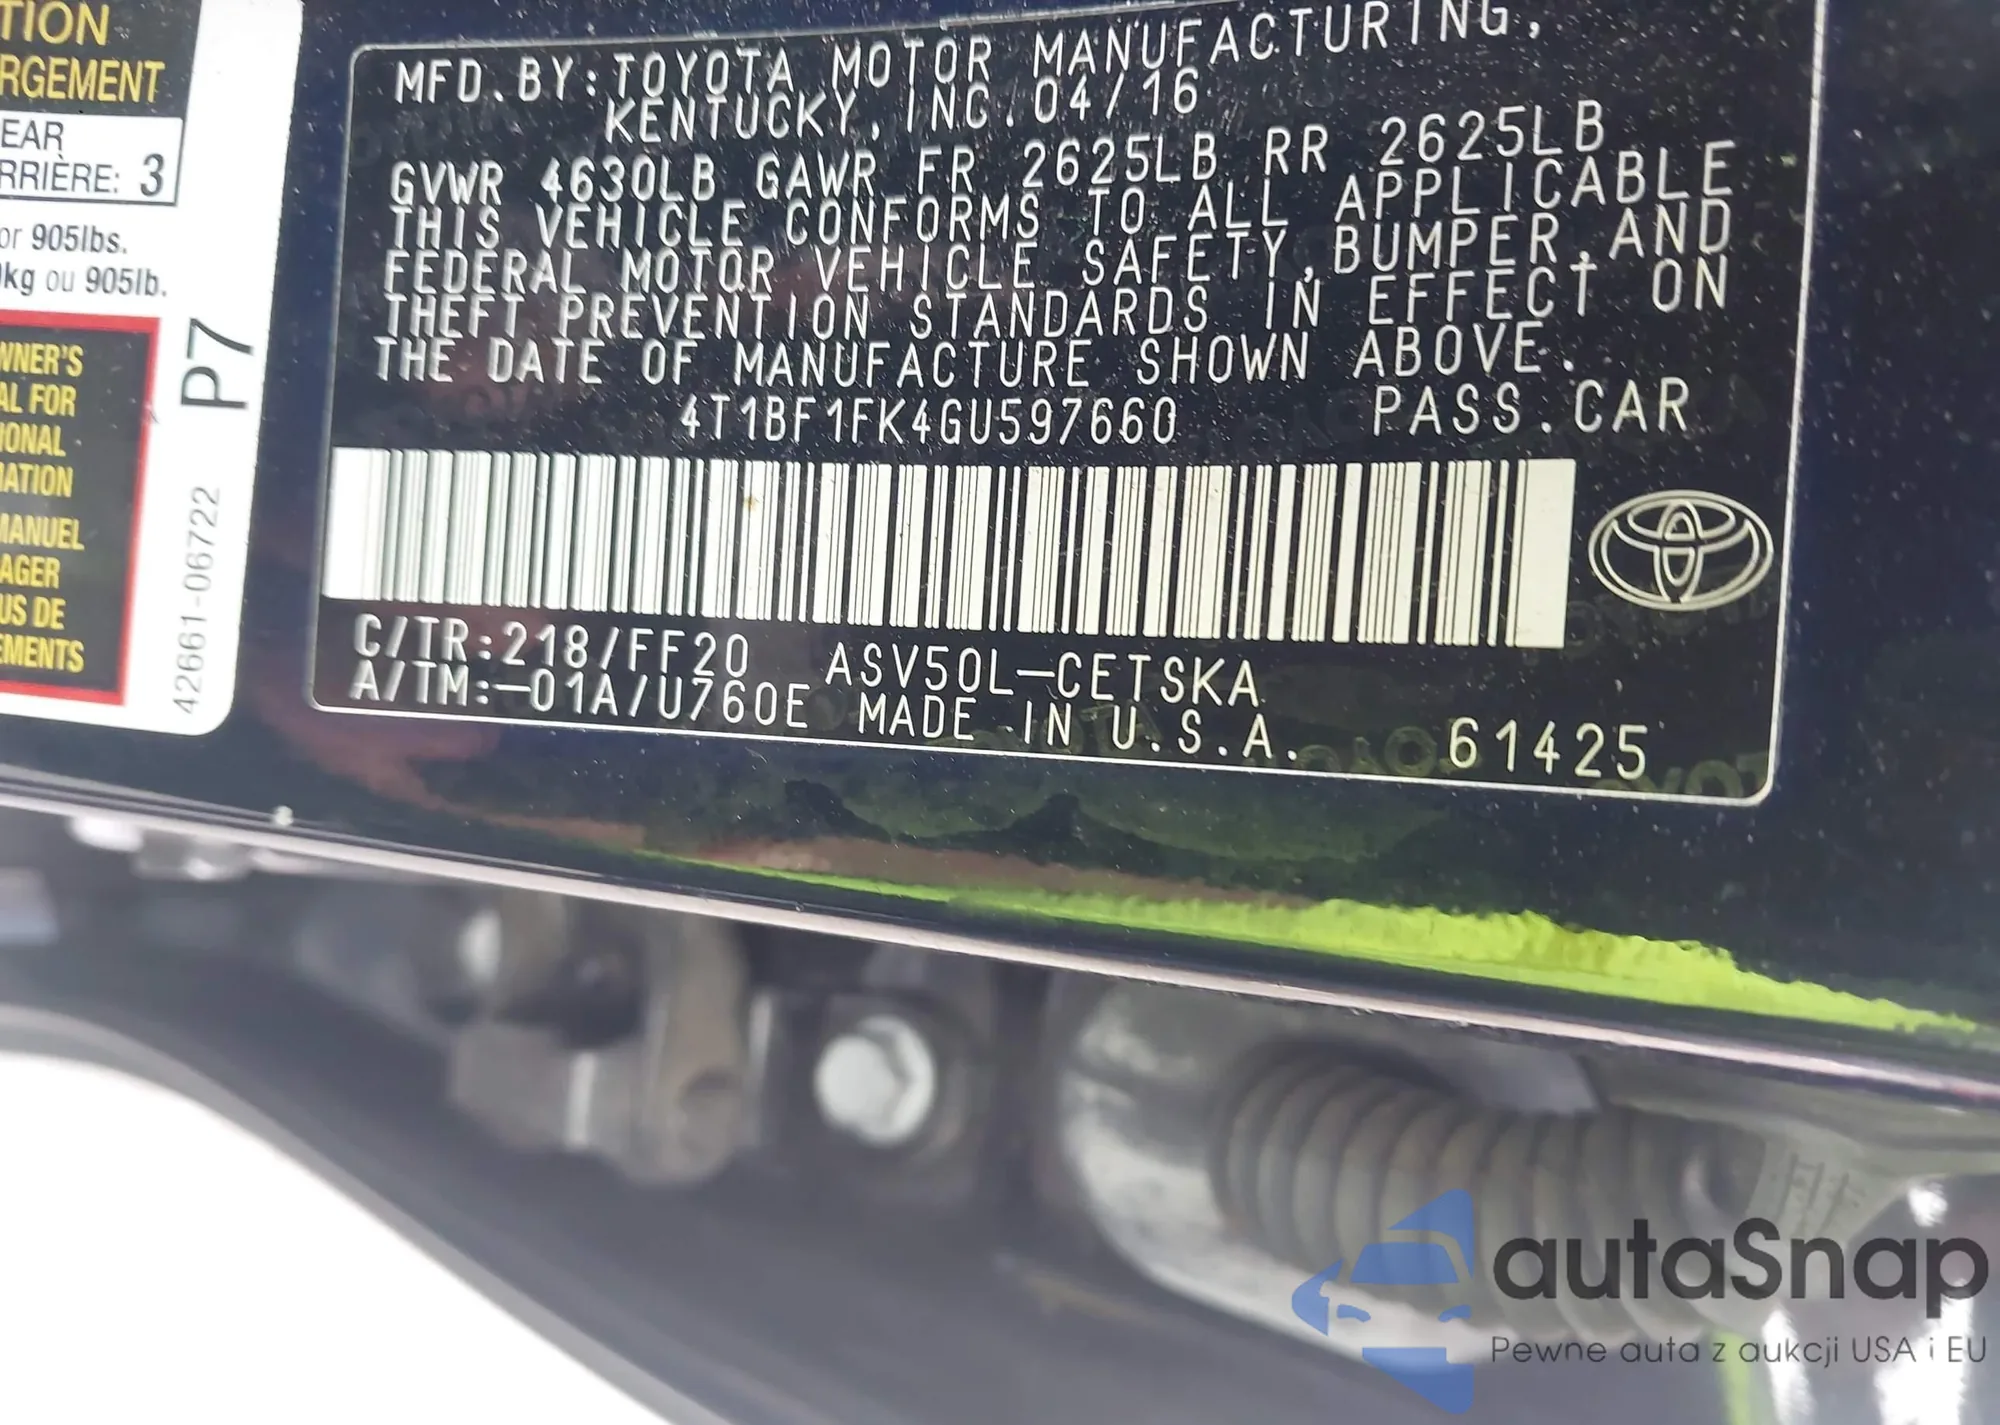 TION
RGEMENT
EAR
RRIÈRE: 3
or 905lbs.
kg ou 905lb.
WNER'S
AL FOR
IONAL
MATION
MANUEL
AGER
US DE
EMENTS
P7
42661-06722
MFD.BY:TOYOTA MOTOR MANUFACTURING,
KENTUCKY, INC.04/16
GVWR 4630LB GAWR FR 2625LB RR 2625LB
THIS VEHICLE CONFORMS TO ALL APPLICABLE
FEDERAL MOTOR VEHICLE SAFETY,BUMPER,AND
THEFT PREVENTION STANDARDS IN EFFECT ON
THE DATE OF MANUFACTURE SHOWN ABOVE.
4T1BF1FK4GU597660 PASS.CAR
C/TR:218/FF20 ASV50L-CETSKA
A/TM:-01A/U760E MADE IN U.S.A. 61425
autaSnap
Pewne auta z aukcji USA i EU